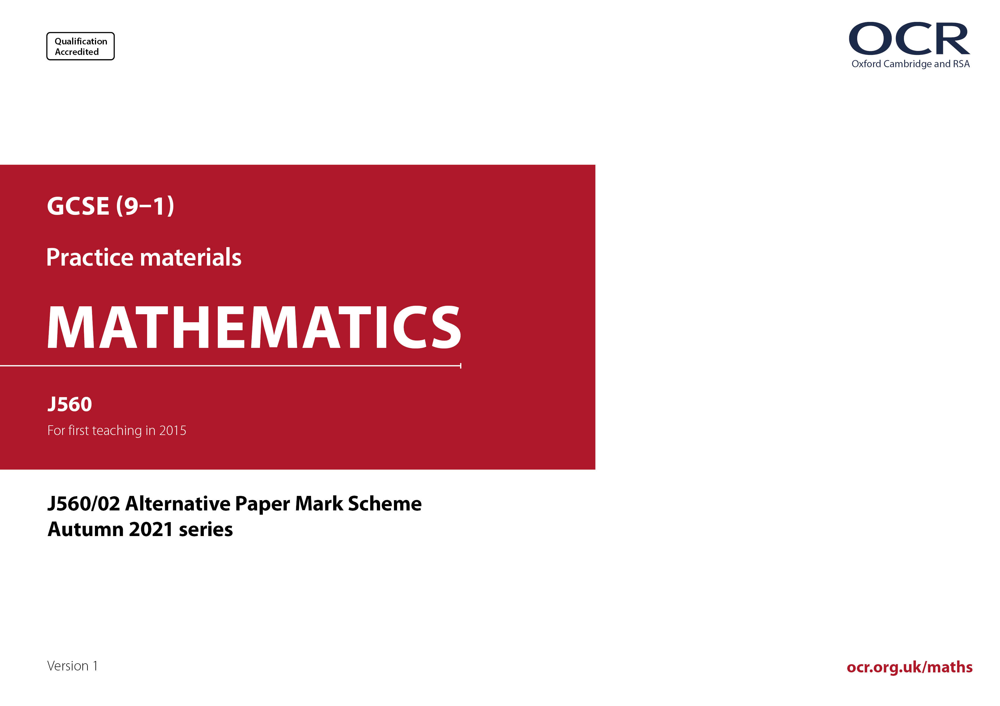 Qualification
Accredited
OCR
Oxford Cambridge and RSA
GCSE (9–1)
Practice materials
MATHEMATICS
J560
For first teaching in 2015
J560/02 Alternative Paper Mark Scheme
Autumn 2021 series
Version 1
ocr.org.uk/maths